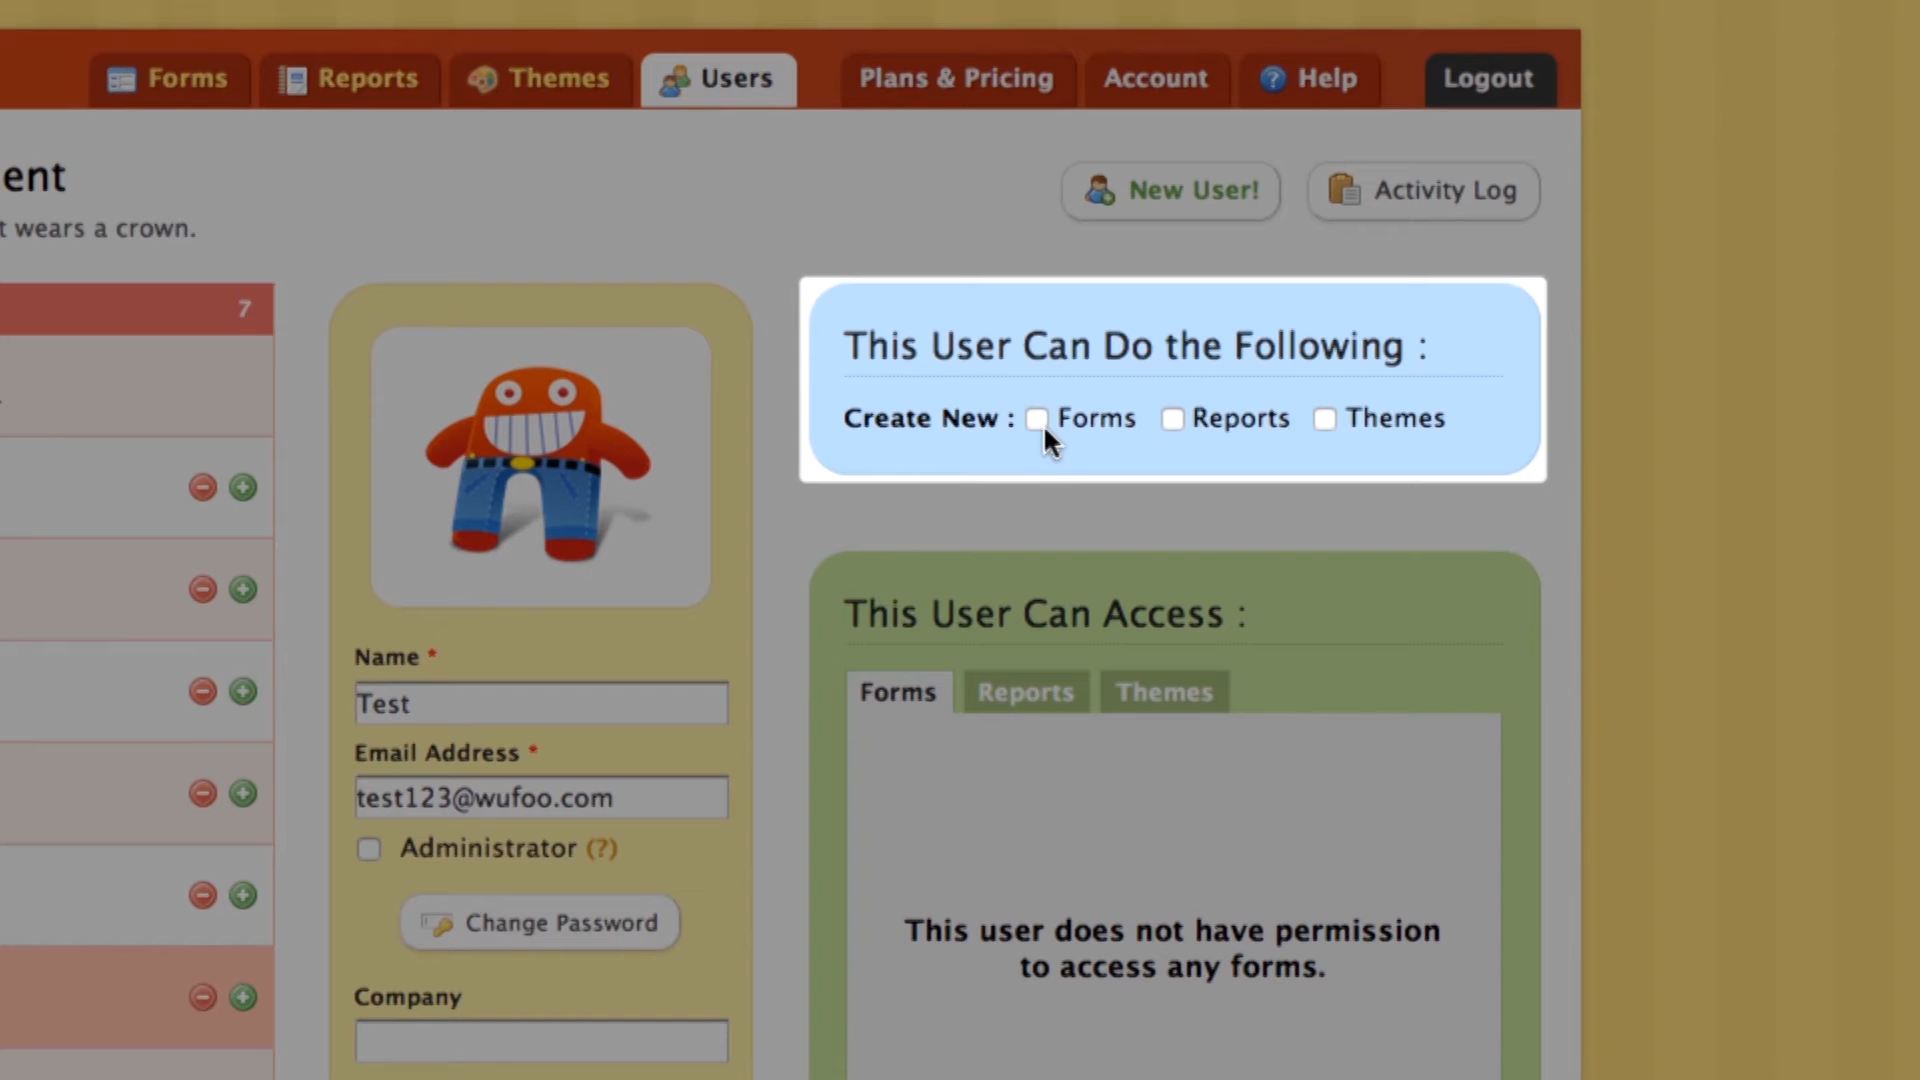 Forms Reports Themes Users Plans & Pricing Account Help Logout
ent
t wears a crown.
New User! Activity Log
7
This User Can Do the Following :
Create New : Forms Reports Themes
Name *
Test
Email Address *
test123@wufoo.com
Administrator (?)
Change Password
Company
This User Can Access :
Forms Reports Themes
This user does not have permission
to access any forms.